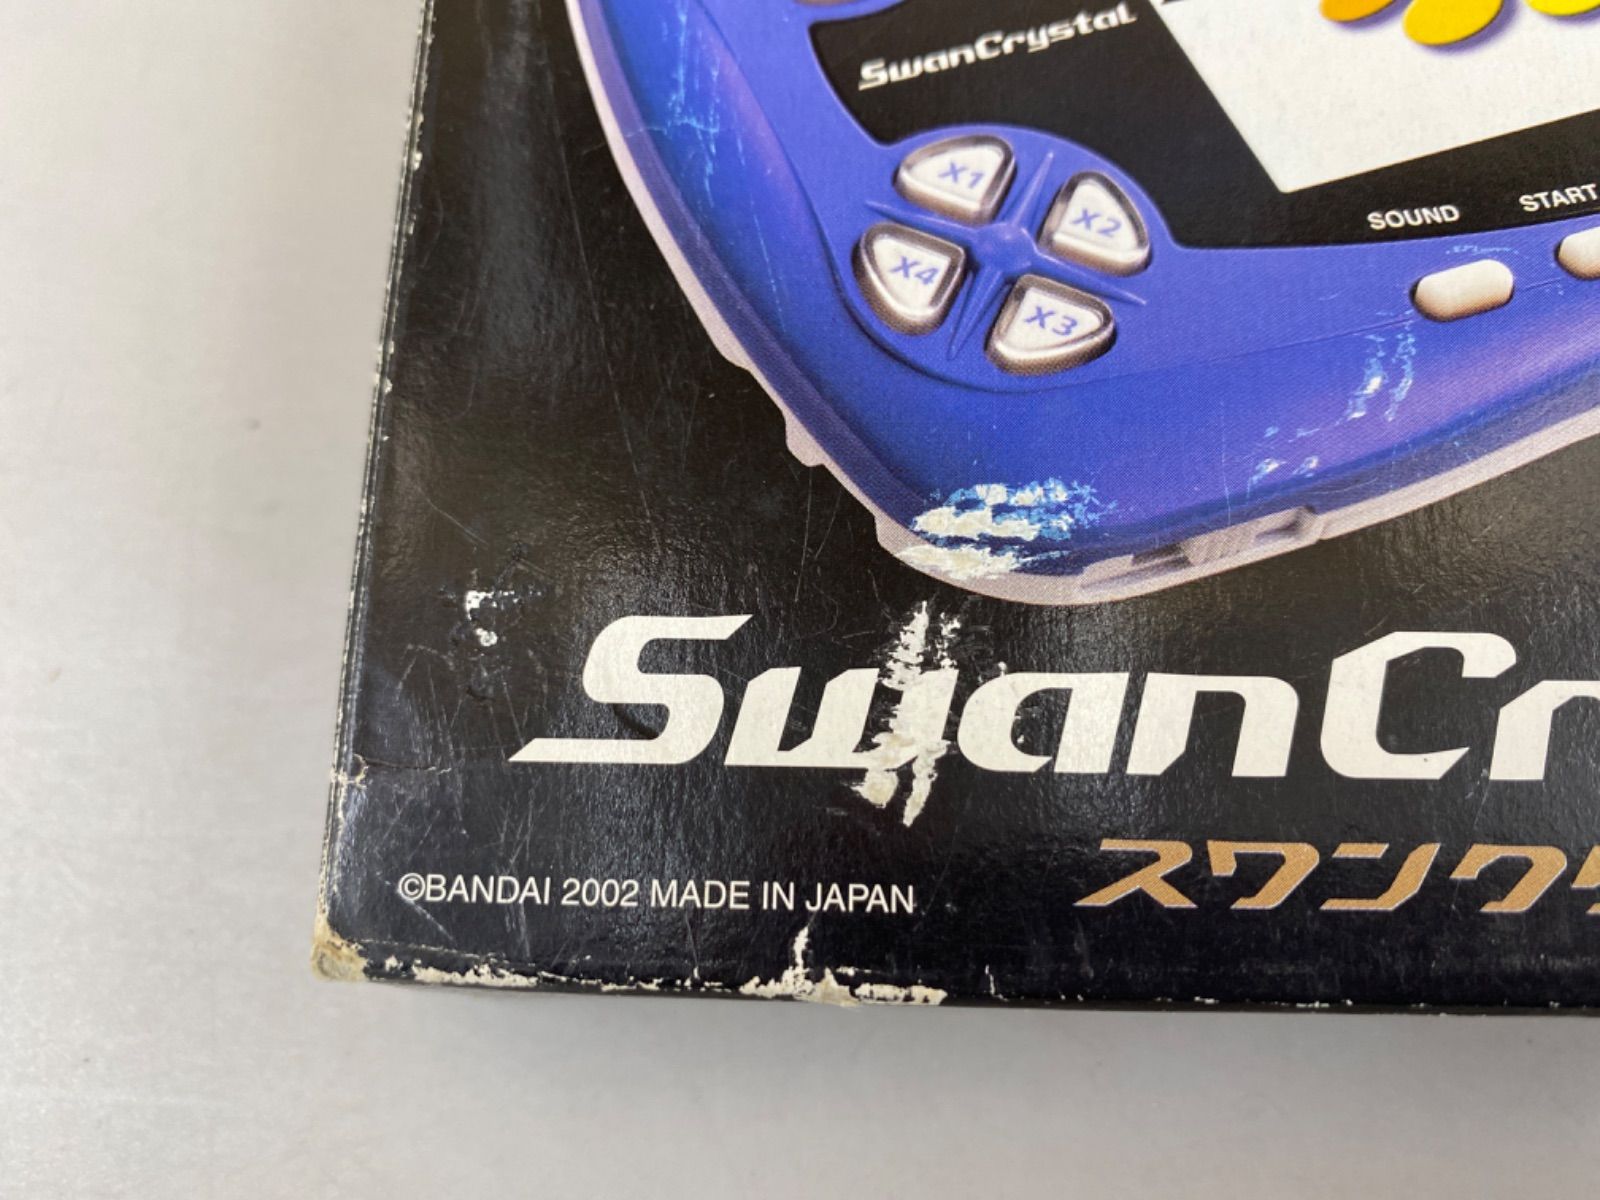 SwanCrystal
X1
X2
X4
X3
SOUND START
SwanCr
スワンク
©BANDAI 2002 MADE IN JAPAN